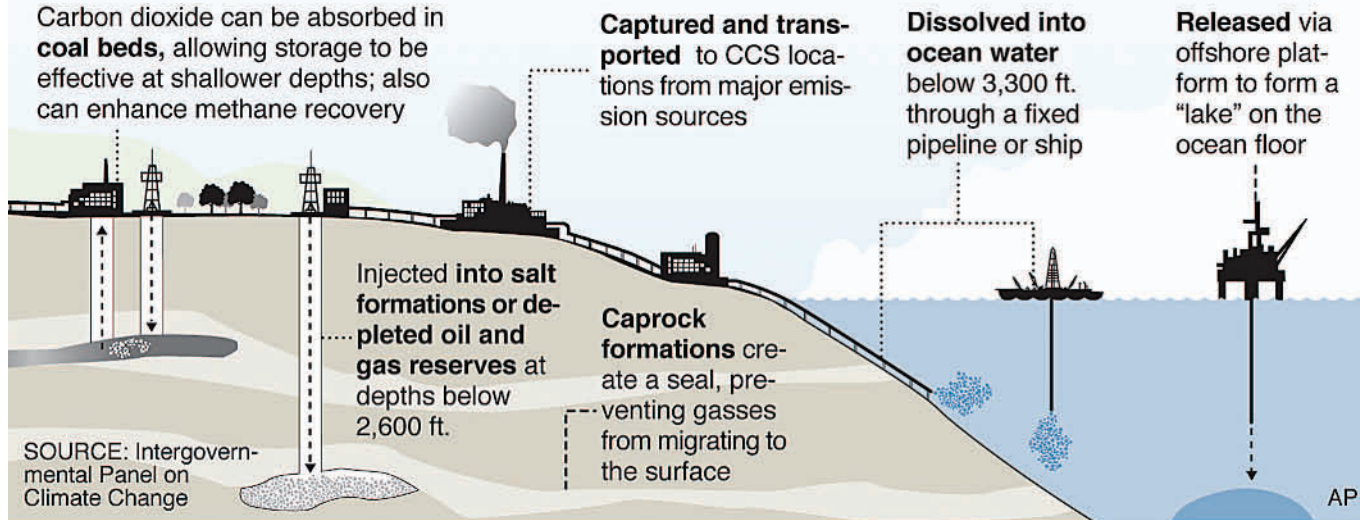 Carbon dioxide can be absorbed in
coal beds, allowing storage to be
effective at shallower depths; also
can enhance methane recovery
Captured and trans-
ported to CCS loca-
tions from major emis-
sion sources
Dissolved into
ocean water
below 3,300 ft.
through a fixed
pipeline or ship
Released via
offshore plat-
form to form a
“lake” on the
ocean floor
Injected into salt
formations or de-
pleted oil and
gas reserves at
depths below
2,600 ft.
Caprock
formations cre-
ate a seal, pre-
venting gasses
from migrating to
the surface
SOURCE: Intergovern-
mental Panel on
Climate Change
AP